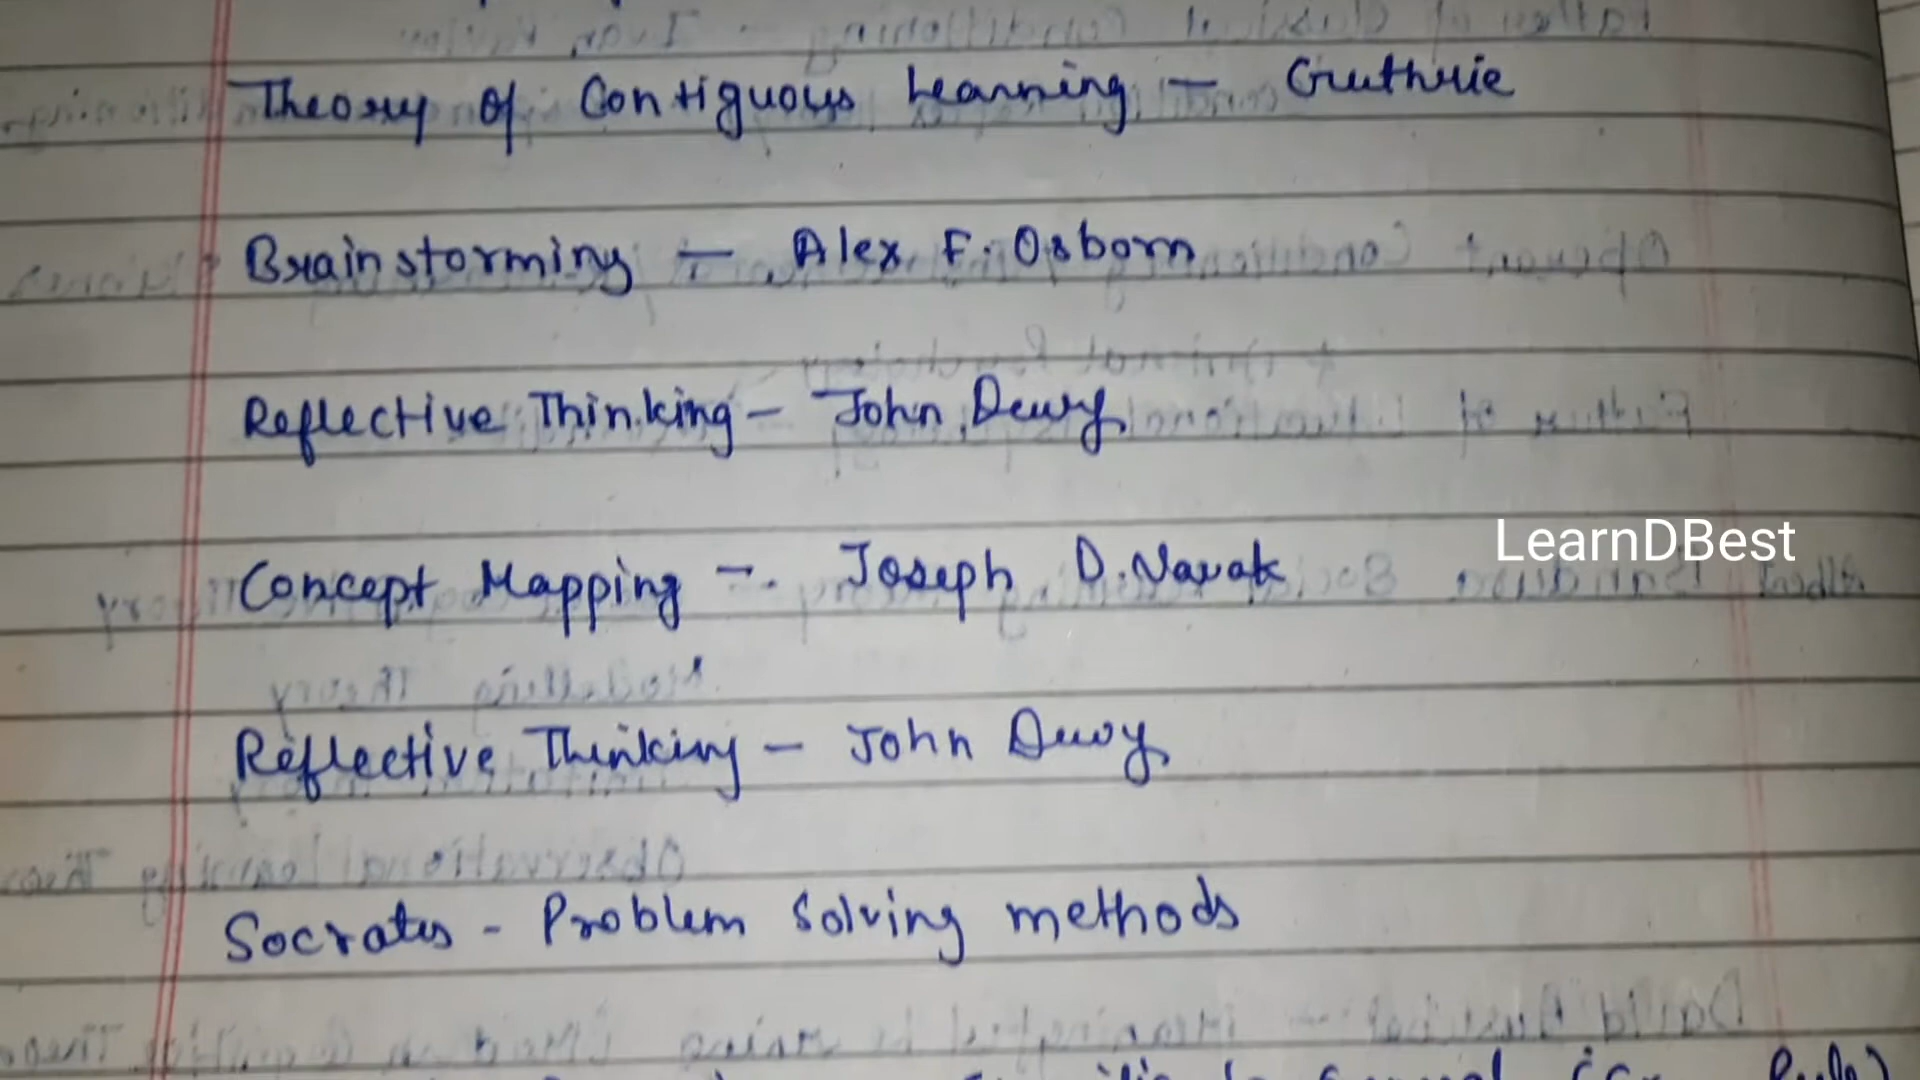 Theory of Contiguous Learning - Guthrie
Brainstorming - Alex F. Osborn
Reflective Thinking - John Dewy
LearnDBest
Concept Mapping - Joseph D. Novak
Reflective Thinking - John Dewy
Socrates - Problem Solving methods